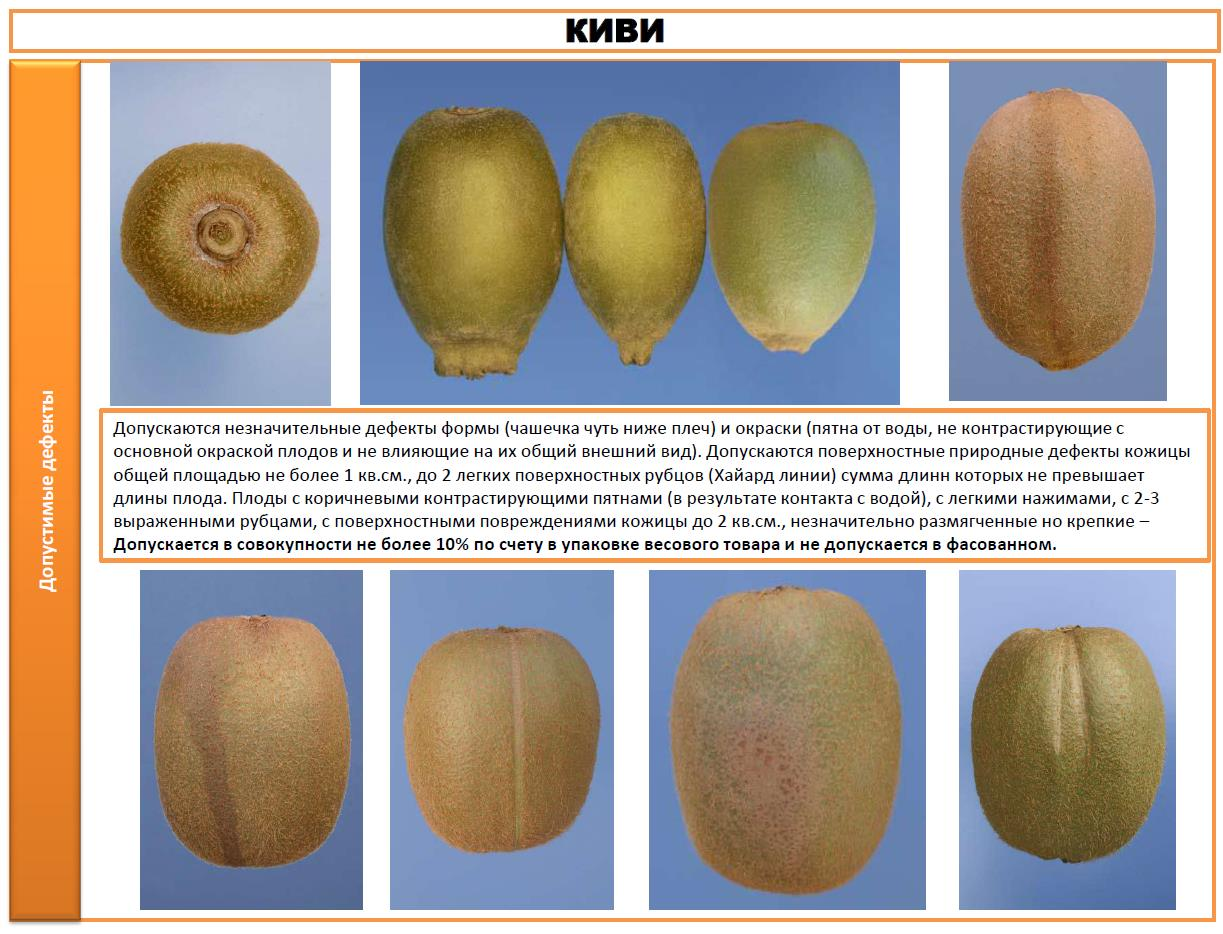 КИВИ
Допустимые дефекты
Допускаются незначительные дефекты формы (чашечка чуть ниже плеч) и окраски (пятна от воды, не контрастирующие с
основной окраской плодов и не влияющие на их общий внешний вид). Допускаются поверхностные природные дефекты кожицы
общей площадью не более 1 кв.см., до 2 легких поверхностных рубцов (Хайард линии) сумма длинн которых не превышает
длины плода. Плоды с коричневыми контрастирующими пятнами (в результате контакта с водой), с легкими нажимами, с 2-3
выраженными рубцами, с поверхностными повреждениями кожицы до 2 кв.см., незначительно размягченные но крепкие –
Допускается в совокупности не более 10% по счету в упаковке весового товара и не допускается в фасованном.